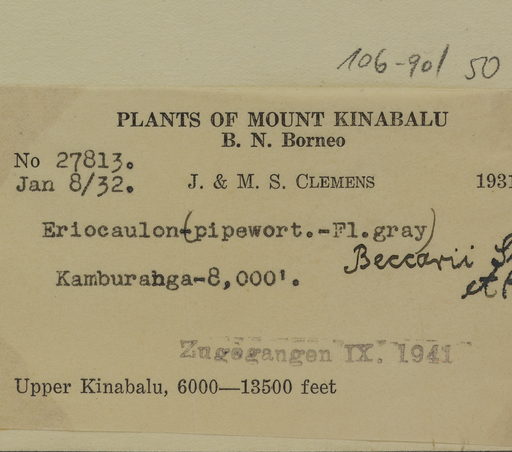 106-90/ 50
PLANTS OF MOUNT KINABALU
B. N. Borneo
No 27813.
Jan 8/32. J. & M. S. CLEMENS 1931
Eriocaulon (pipewort.-Fl.gray)
Beccarii
Kamburahga-8,000'.
et
Zugegangen IX. 1941
Upper Kinabalu, 6000—13500 feet